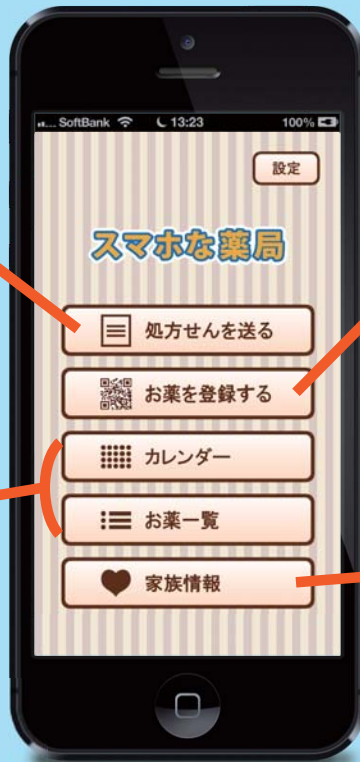 SoftBank 13:23 100%
設定
スマホな薬局
処方せんを送る
お薬を登録する
カレンダー
お薬一覧
家族情報